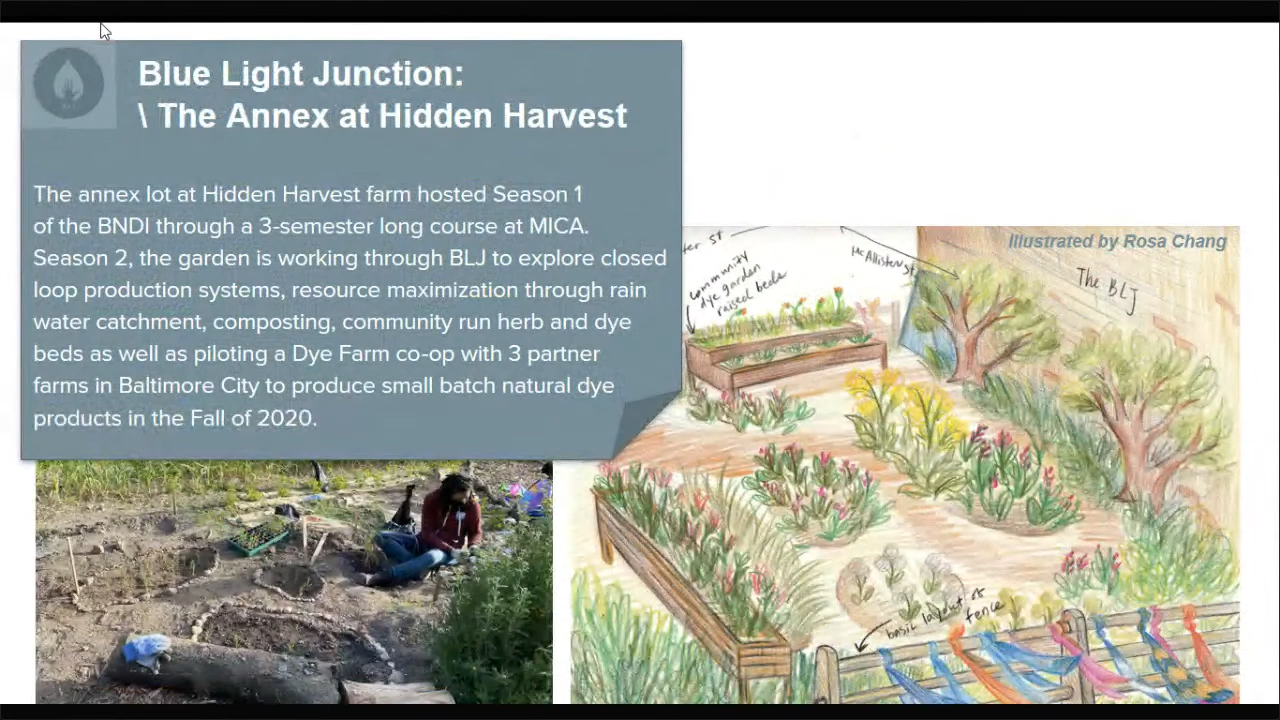 Blue Light Junction:
\ The Annex at Hidden Harvest
The annex lot at Hidden Harvest farm hosted Season 1
of the BNDI through a 3-semester long course at MICA.
Season 2, the garden is working through BLJ to explore closed
loop production systems, resource maximization through rain
water catchment, composting, community run herb and dye
beds as well as piloting a Dye Farm co-op with 3 partner
farms in Baltimore City to produce small batch natural dye
products in the Fall of 2020.
Illustrated by Rosa Chang
ter st
McAllister st
The BLJ
community
dye garden
raised beds
basic layout of
fence